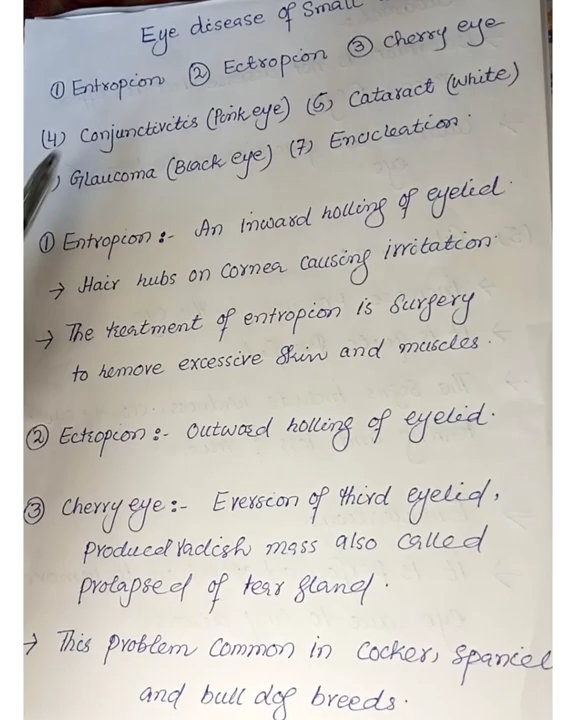 Eye disease of Small
① Entropion ② Ectropion ③ Cherry eye
(4) Conjunctivitis (Pink eye) (5) Cataract (White)
) Glaucoma (Black eye) (7) Enucleation.
① Entropion :- An inward rolling of eyelid.
→ Hair rubs on cornea causing irritation.
→ The treatment of entropion is Surgery
to remove excessive Skin and muscles.
② Ectropion :- Outward rolling of eyelid.
③ Cherry eye :- Eversion of third eyelid,
produced radish mass also called
prolapsed of tear gland.
→ This problem common in cocker, spaniel
and bull dog breeds.